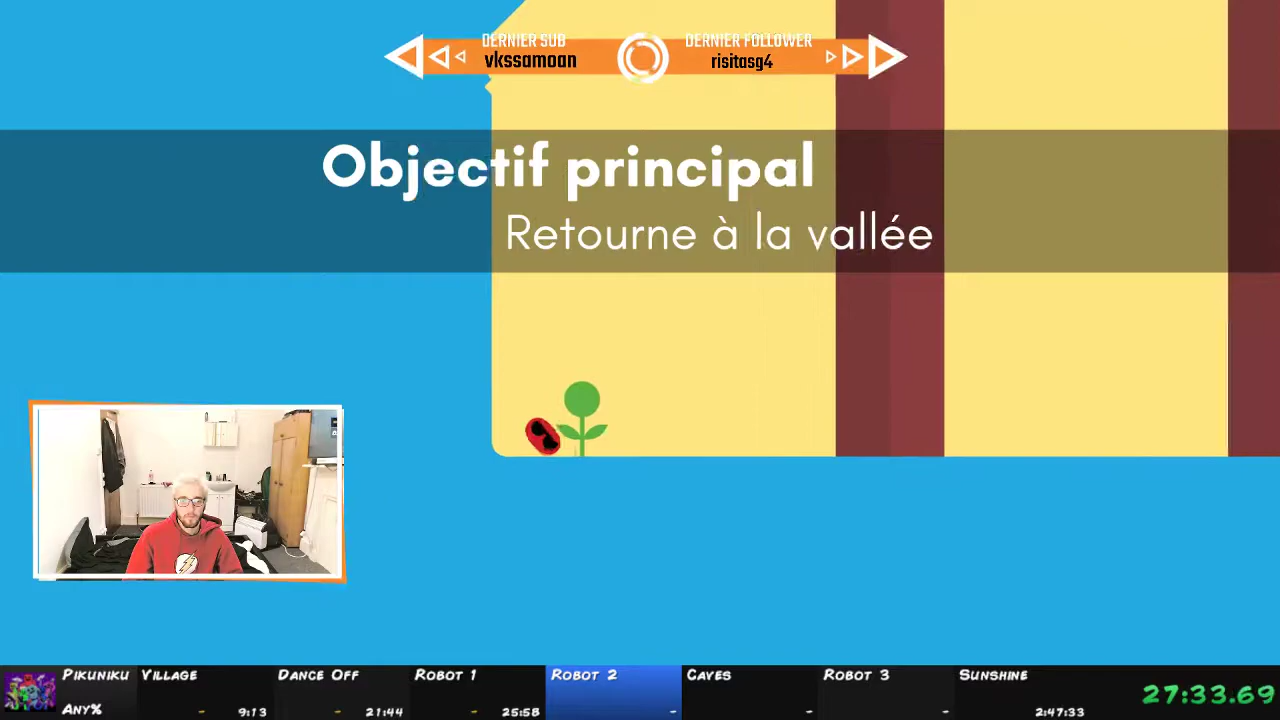 DERNIER SUB
vkssamoan
DERNIER FOLLOWER
risitasg4
Objectif principal
Retourne à la vallée
Pikuniku
Any%
Village
- 9:13
Dance Off
- 21:44
Robot 1
- 25:58
Robot 2
-
Caves
-
Robot 3
-
Sunshine
2:47:33
27:33.69